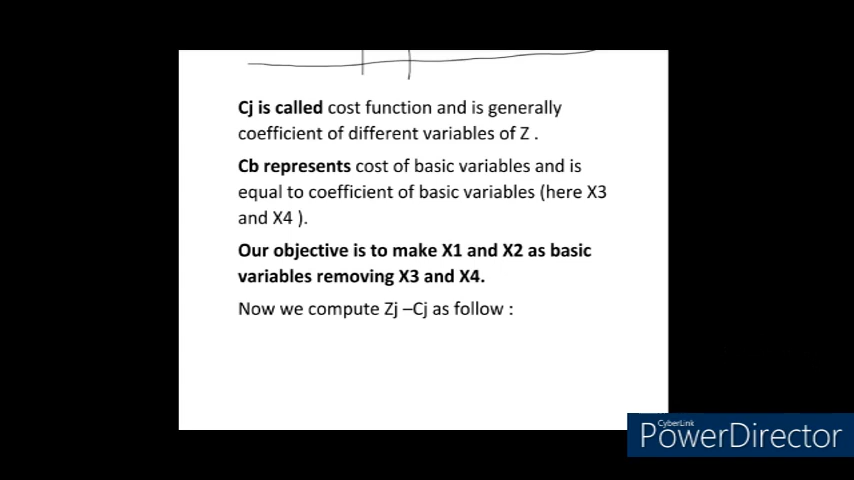 Cj is called cost function and is generally
coefficient of different variables of Z .
Cb represents cost of basic variables and is
equal to coefficient of basic variables (here X3
and X4 ).
Our objective is to make X1 and X2 as basic
variables removing X3 and X4.
Now we compute Zj –Cj as follow :
CyberLink
PowerDirector